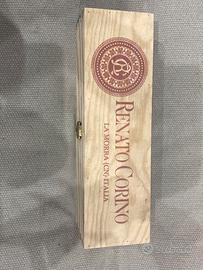 RENATO CORINO
LA MORRA (CN) ITALIA